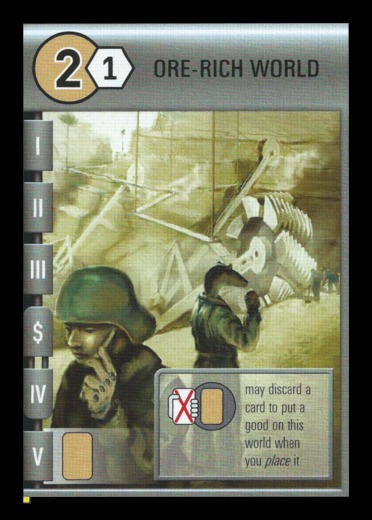 2 1 ORE-RICH WORLD
I
II
III
$
IV
V
may discard a
card to put a
good on this
world when
you place it